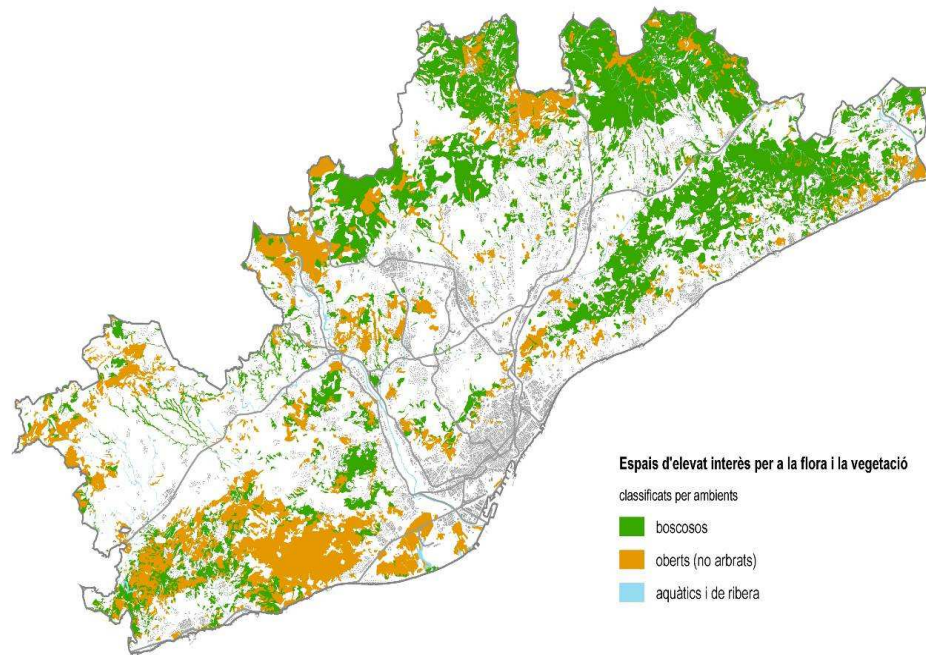 Espais d'elevat interès per a la flora i la vegetació
classificats per ambients
boscosos
oberts (no arbrats)
aquàtics i de ribera